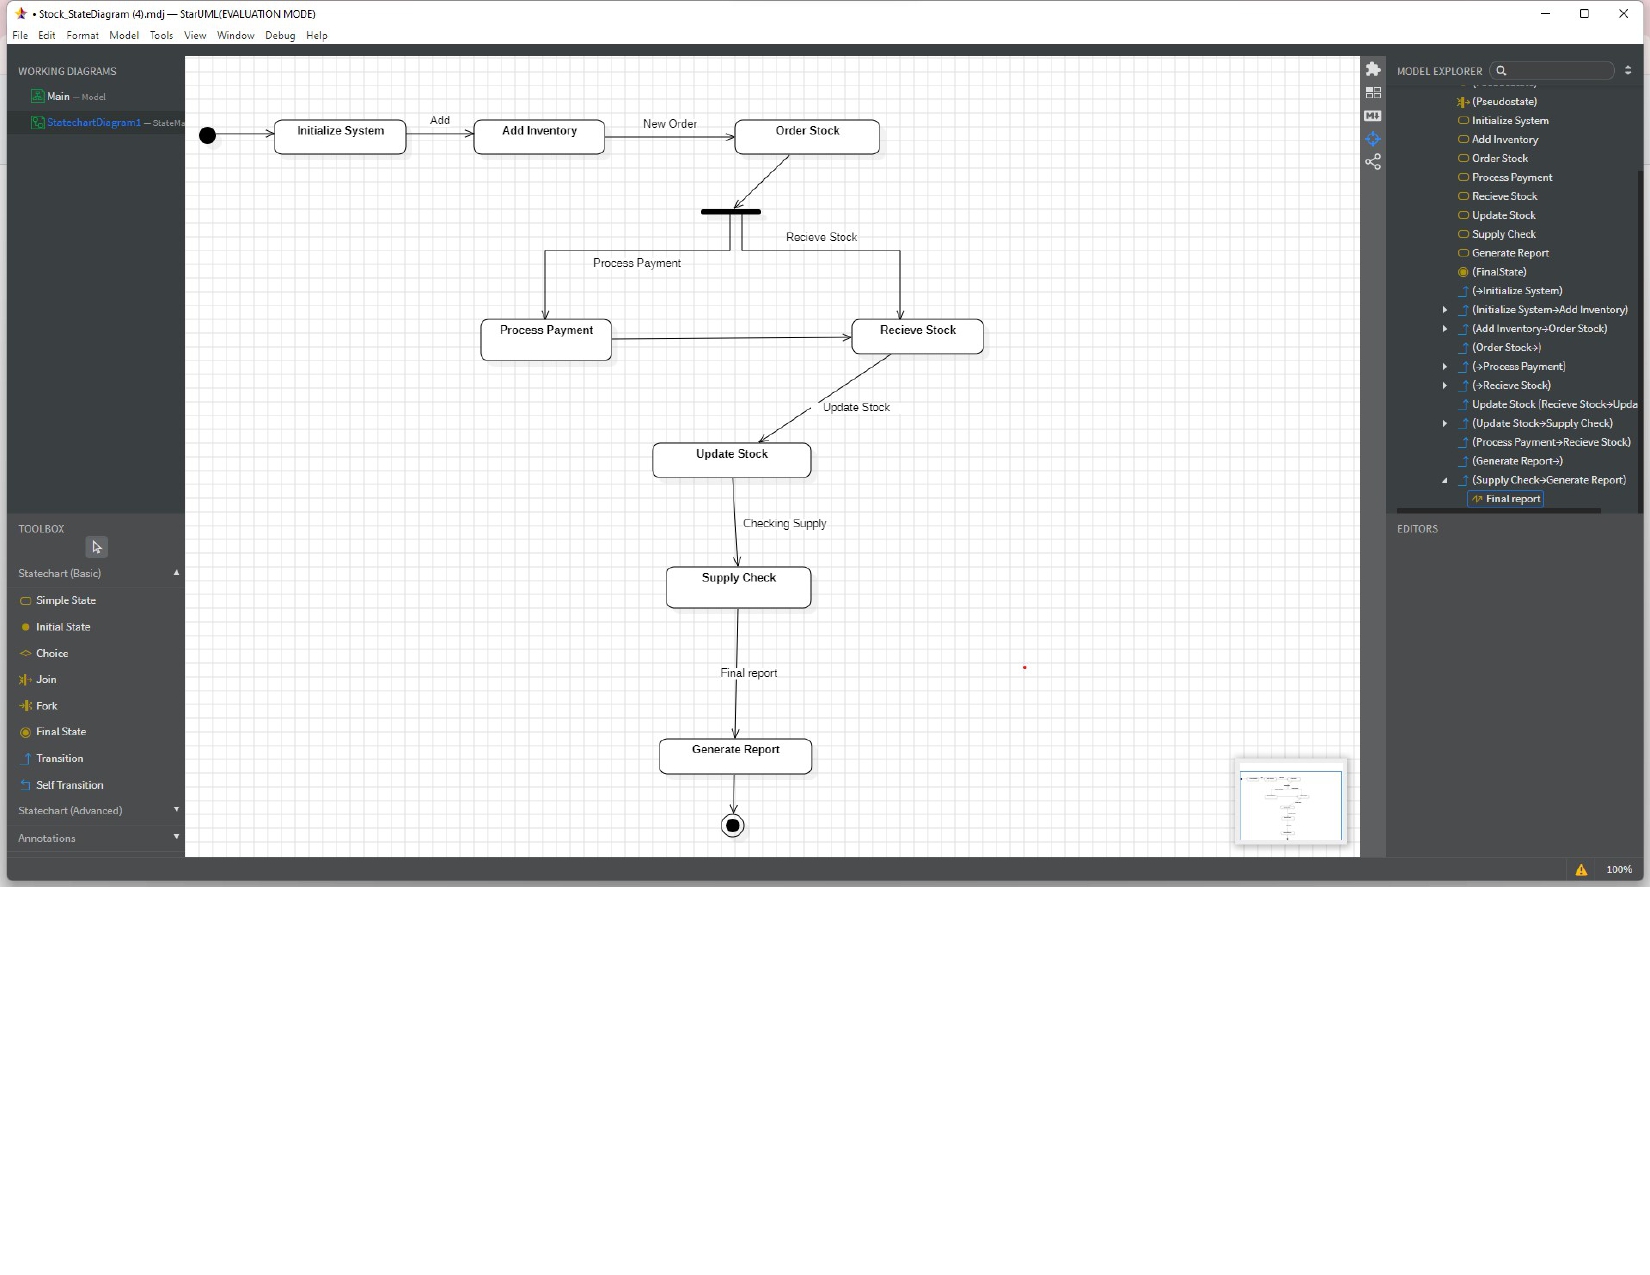 • Stock_StateDiagram (4).mdj — StarUML(EVALUATION MODE)
File Edit Format Model Tools View Window Debug Help
WORKING DIAGRAMS
Main — Model
StatechartDiagram1 — StateMa
TOOLBOX
Statechart (Basic)
Simple State
Initial State
Choice
Join
Fork
Final State
Transition
Self Transition
Statechart (Advanced)
Annotations
Initialize System
Add
Add Inventory
New Order
Order Stock
Recieve Stock
Process Payment
Process Payment
Recieve Stock
Update Stock
Update Stock
Checking Supply
Supply Check
Final report
Generate Report
MODEL EXPLORER
(Pseudostate)
Initialize System
Add Inventory
Order Stock
Process Payment
Recieve Stock
Update Stock
Supply Check
Generate Report
(FinalState)
(→Initialize System)
(Initialize System→Add Inventory)
(Add Inventory→Order Stock)
(Order Stock→)
(→Process Payment)
(→Recieve Stock)
Update Stock (Recieve Stock→Upda
(Update Stock→Supply Check)
(Process Payment→Recieve Stock)
(Generate Report→)
(Supply Check→Generate Report)
Final report
EDITORS
100%